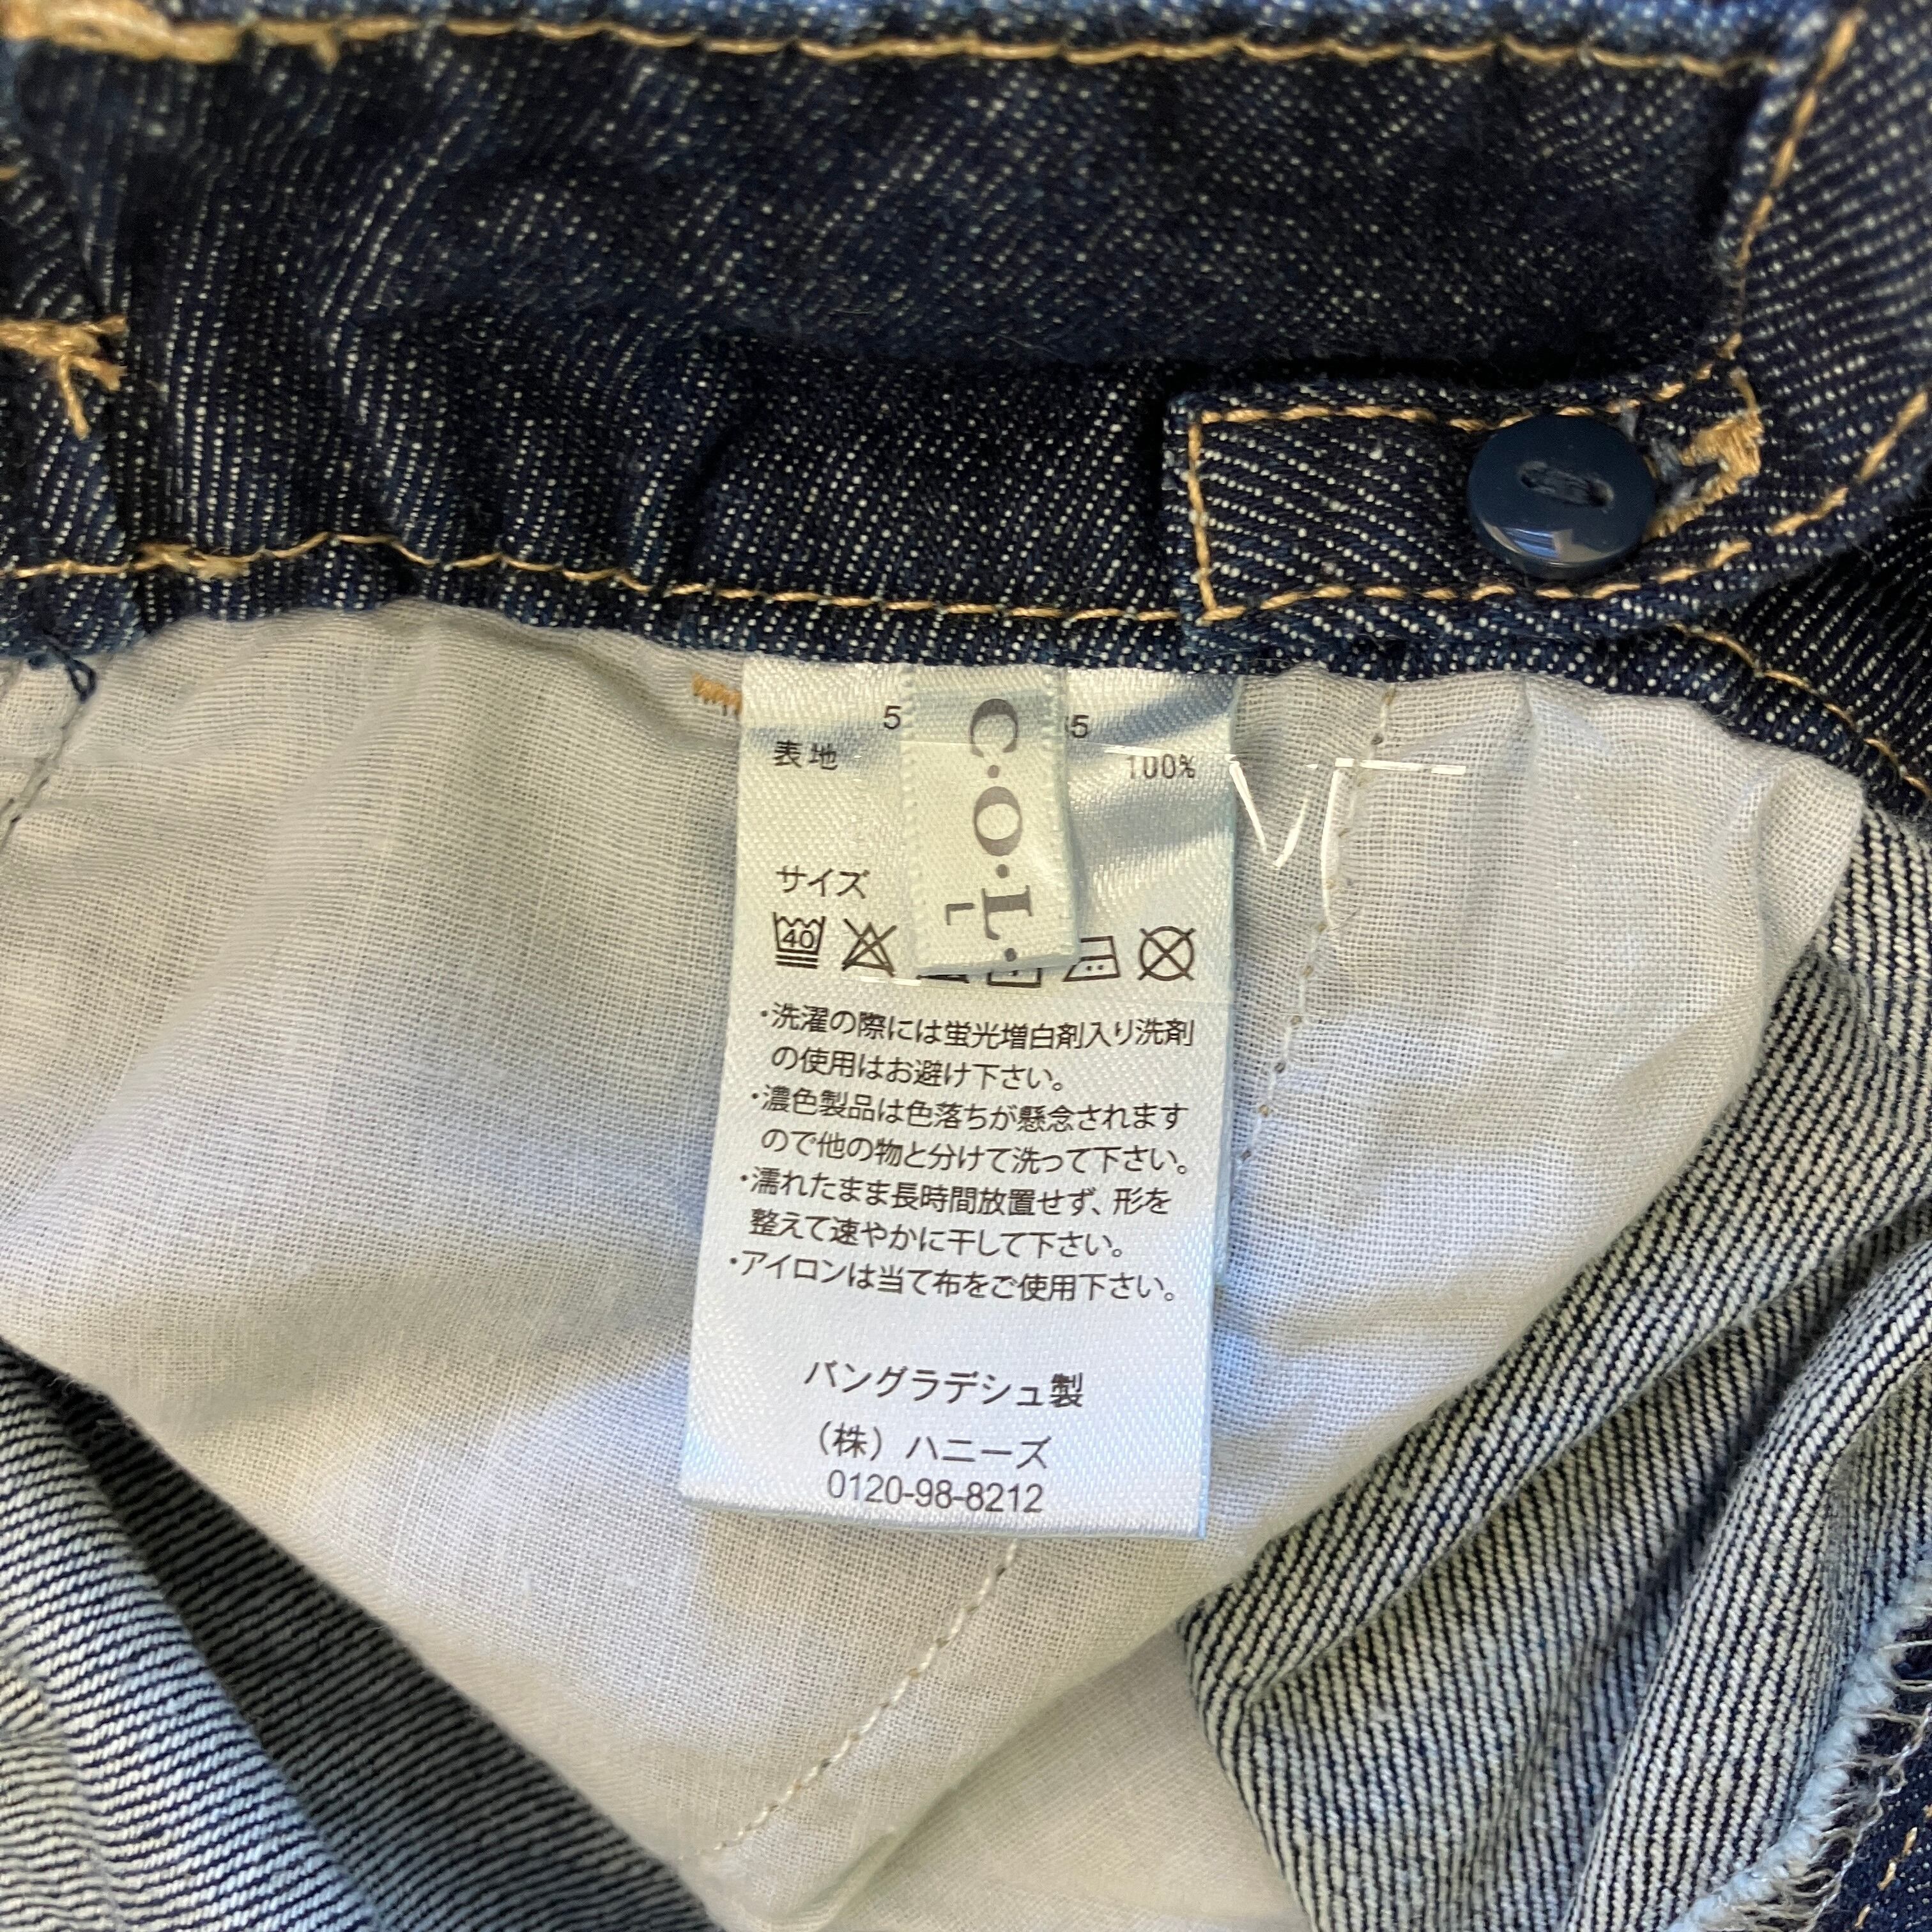 C・O・L・
L
5
35
表地
100%
サイズ
40
・洗濯の際には蛍光増白剤入り洗剤
の使用はお避け下さい。
・濃色製品は色落ちが懸念されます
ので他の物と分けて洗って下さい。
・濡れたまま長時間放置せず、形を
整えて速やかに干して下さい。
・アイロンは当て布をご使用下さい。
バングラデシュ製
（株）ハニーズ
0120-98-8212